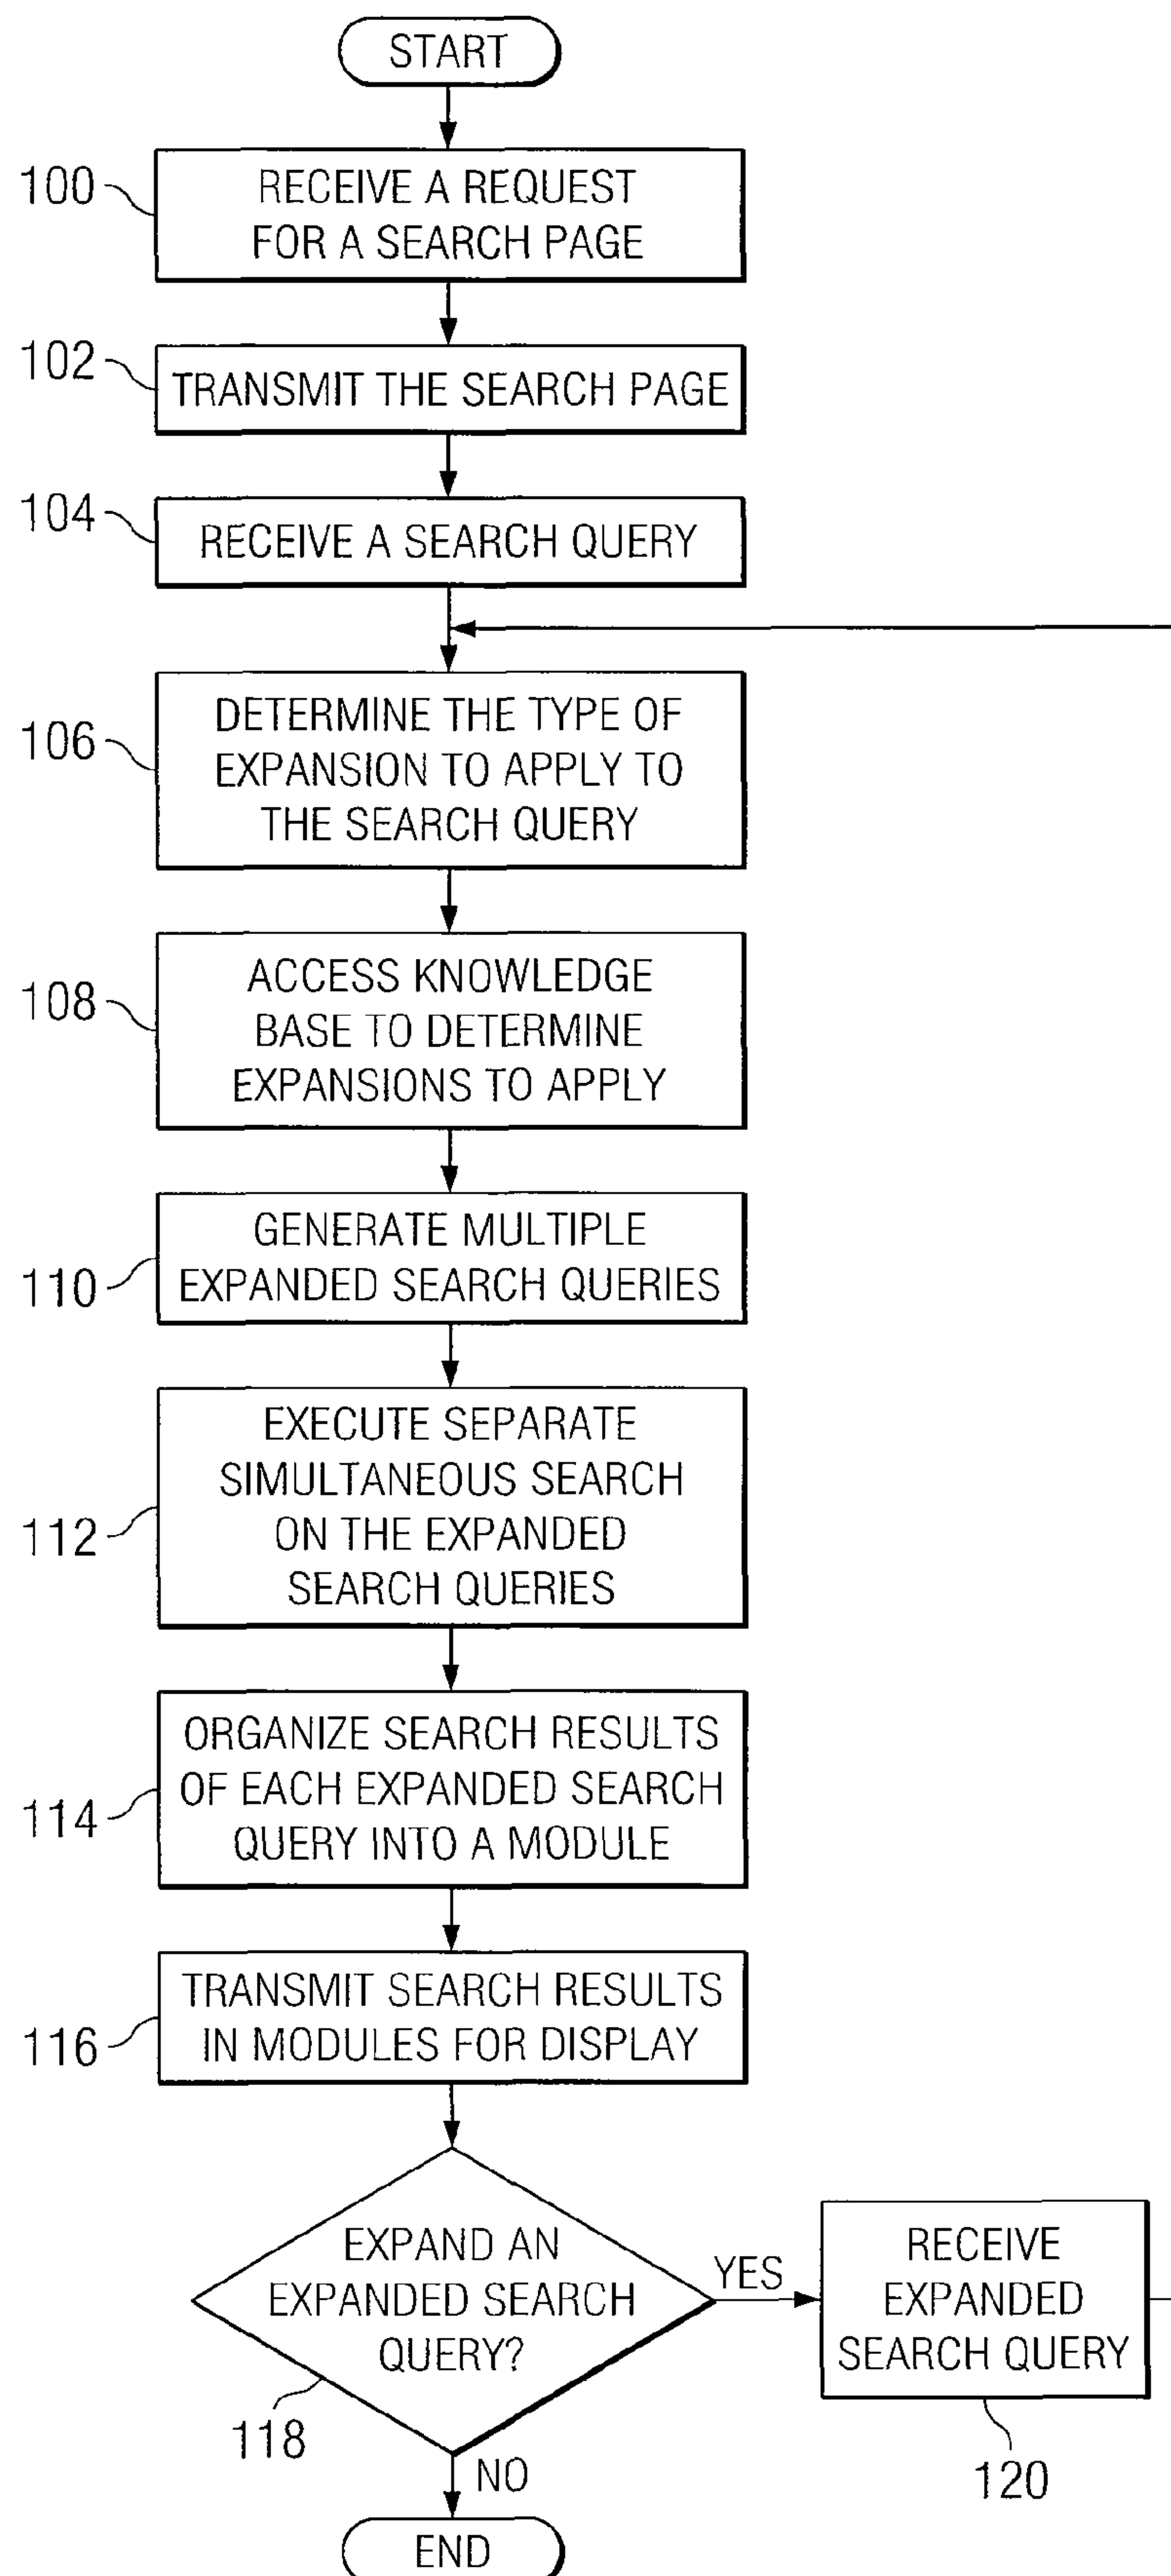 START
100
RECEIVE A REQUEST
FOR A SEARCH PAGE
102
TRANSMIT THE SEARCH PAGE
104
RECEIVE A SEARCH QUERY
106
DETERMINE THE TYPE OF
EXPANSION TO APPLY TO
THE SEARCH QUERY
108
ACCESS KNOWLEDGE
BASE TO DETERMINE
EXPANSIONS TO APPLY
110
GENERATE MULTIPLE
EXPANDED SEARCH QUERIES
112
EXECUTE SEPARATE
SIMULTANEOUS SEARCH
ON THE EXPANDED
SEARCH QUERIES
114
ORGANIZE SEARCH RESULTS
OF EACH EXPANDED SEARCH
QUERY INTO A MODULE
116
TRANSMIT SEARCH RESULTS
IN MODULES FOR DISPLAY
EXPAND AN
EXPANDED SEARCH
QUERY?
118
YES
RECEIVE
EXPANDED
SEARCH QUERY
120
NO
END